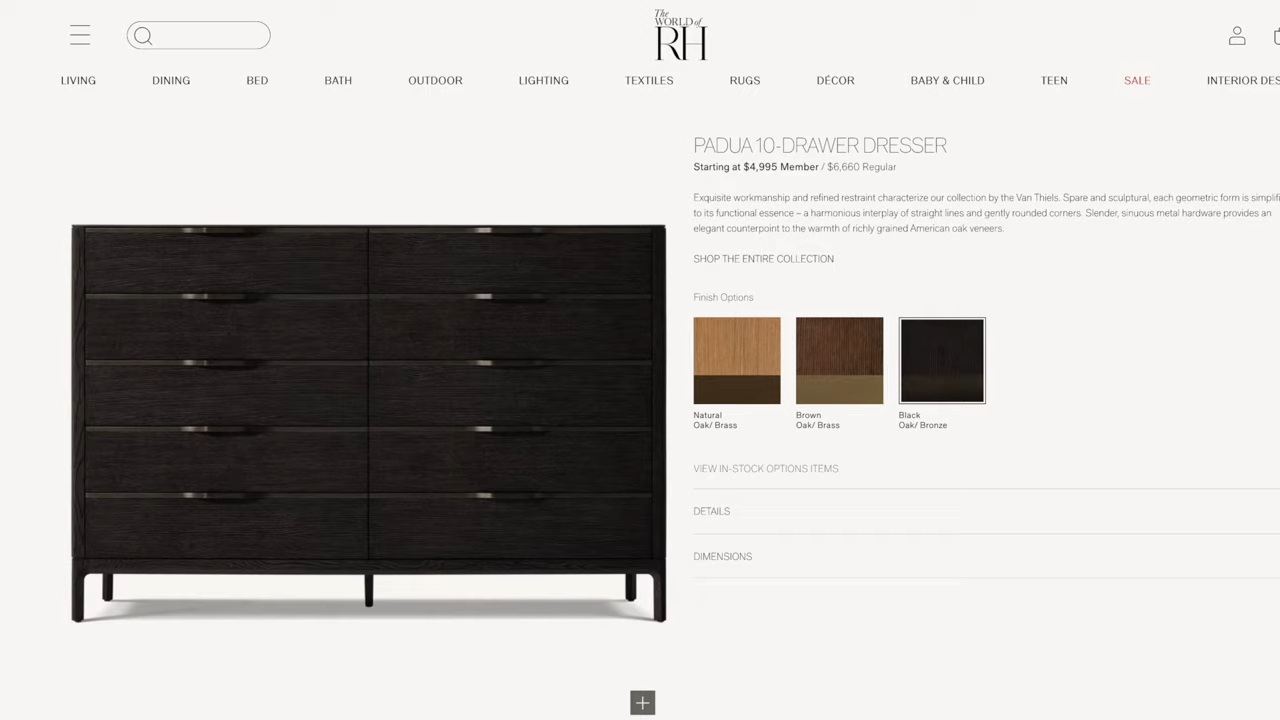 The
WORLD of
RH
LIVING DINING BED BATH OUTDOOR LIGHTING TEXTILES RUGS DÉCOR BABY & CHILD TEEN SALE INTERIOR DES
PADUA 10-DRAWER DRESSER
Starting at $4,995 Member / $6,660 Regular
Exquisite workmanship and refined restraint characterize our collection by the Van Thiels. Spare and sculptural, each geometric form is simplifi
to its functional essence – a harmonious interplay of straight lines and gently rounded corners. Slender, sinuous metal hardware provides an
elegant counterpoint to the warmth of richly grained American oak veneers.
SHOP THE ENTIRE COLLECTION
Finish Options
Natural
Oak/ Brass
Brown
Oak/ Brass
Black
Oak/ Bronze
VIEW IN-STOCK OPTIONS ITEMS
DETAILS
DIMENSIONS